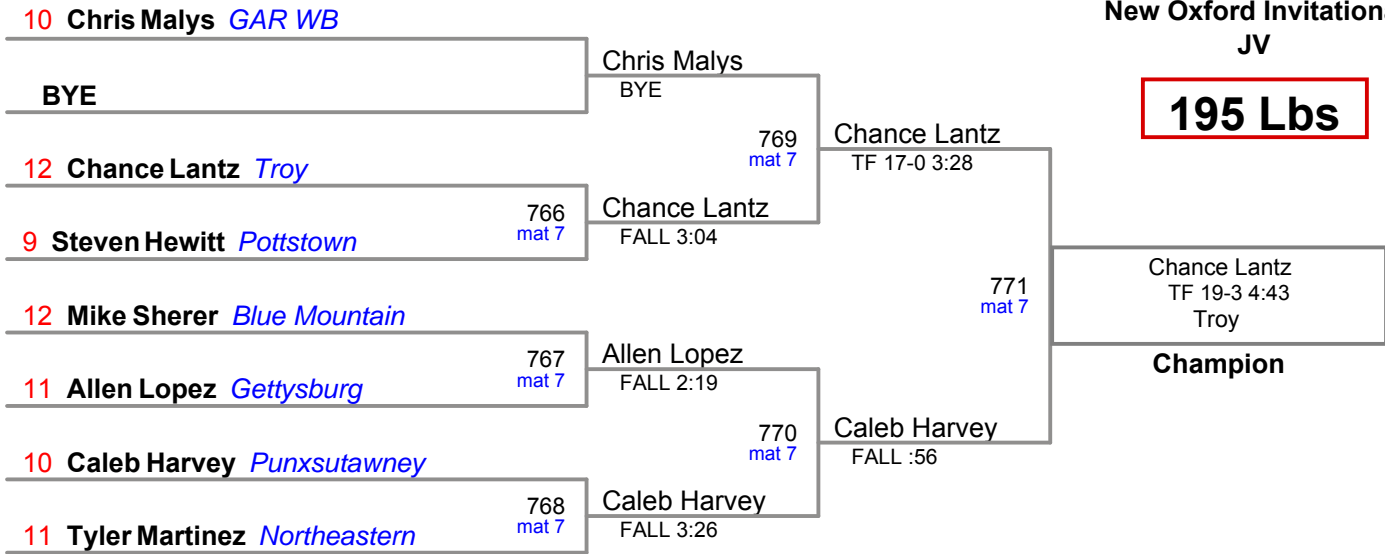 10 Chris Malys GAR WB
BYE
12 Chance Lantz Troy
9 Steven Hewitt Pottstown
12 Mike Sherer Blue Mountain
11 Allen Lopez Gettysburg
10 Caleb Harvey Punxsutawney
11 Tyler Martinez Northeastern
766
mat 7
767
mat 7
768
mat 7
Chris Malys
BYE
Chance Lantz
FALL 3:04
Allen Lopez
FALL 2:19
Caleb Harvey
FALL 3:26
769
mat 7
770
mat 7
Chance Lantz
TF 17-0 3:28
Caleb Harvey
FALL :56
771
mat 7
New Oxford Invitation
JV
195 Lbs
Chance Lantz
TF 19-3 4:43
Troy
Champion